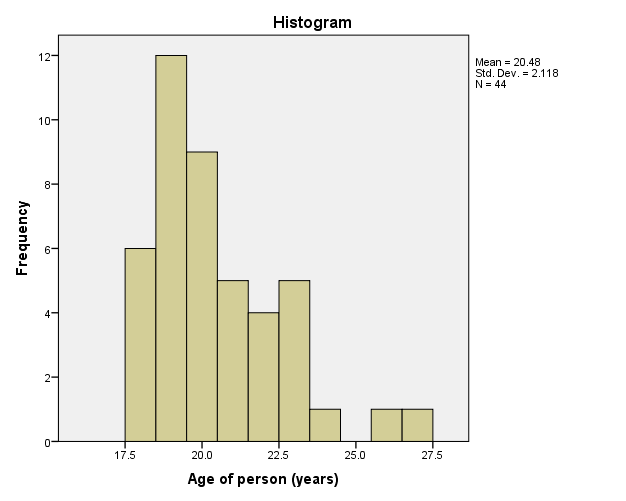 Histogram
12
10
8
6
4
2
0
Frequency
17.5 20.0 22.5 25.0 27.5
Age of person (years)
Mean = 20.48
Std. Dev. = 2.118
N = 44